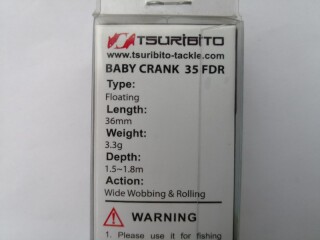 TSURIBITO
www.tsuribito-tackle.com
BABY CRANK 35 FDR
Type:
Floating
Length:
36mm
Weight:
3.3g
Depth:
1.5~1.8m
Action:
Wide Wobbing & Rolling
WARNING
1. Please use it for fishing